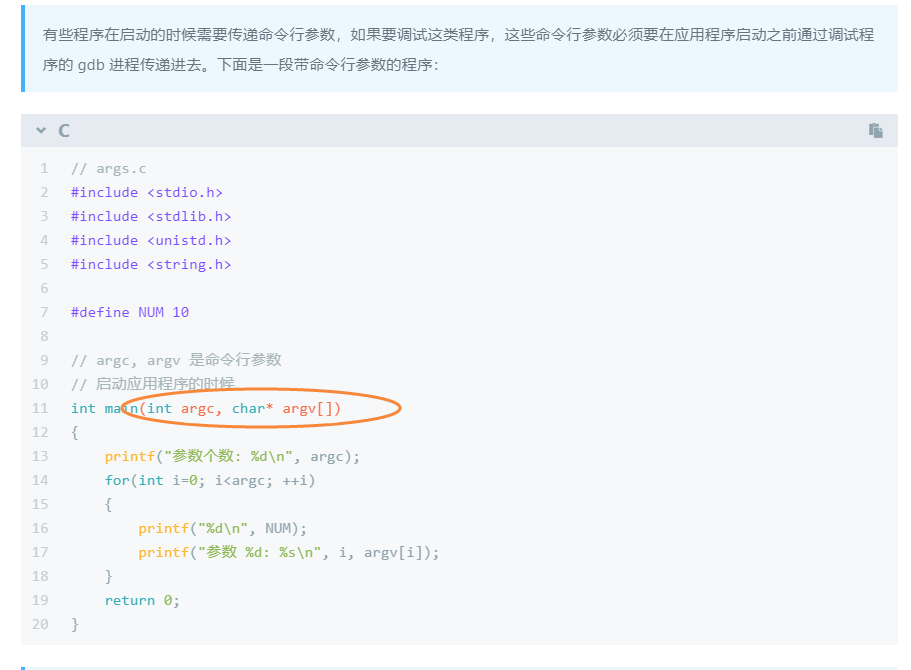 有些程序在启动的时候需要传递命令行参数，如果要调试这类程序，这些命令行参数必须要在应用程序启动之前通过调试程
序的 gdb 进程传递进去。下面是一段带命令行参数的程序：
C
1 // args.c
2 #include <stdio.h>
3 #include <stdlib.h>
4 #include <unistd.h>
5 #include <string.h>
6
7 #define NUM 10
8
9 // argc, argv 是命令行参数
10 // 启动应用程序的时候
11 int main(int argc, char* argv[])
12 {
13     printf("参数个数: %d\n", argc);
14     for(int i=0; i<argc; ++i)
15     {
16         printf("%d\n", NUM);
17         printf("参数 %d: %s\n", i, argv[i]);
18     }
19     return 0;
20 }